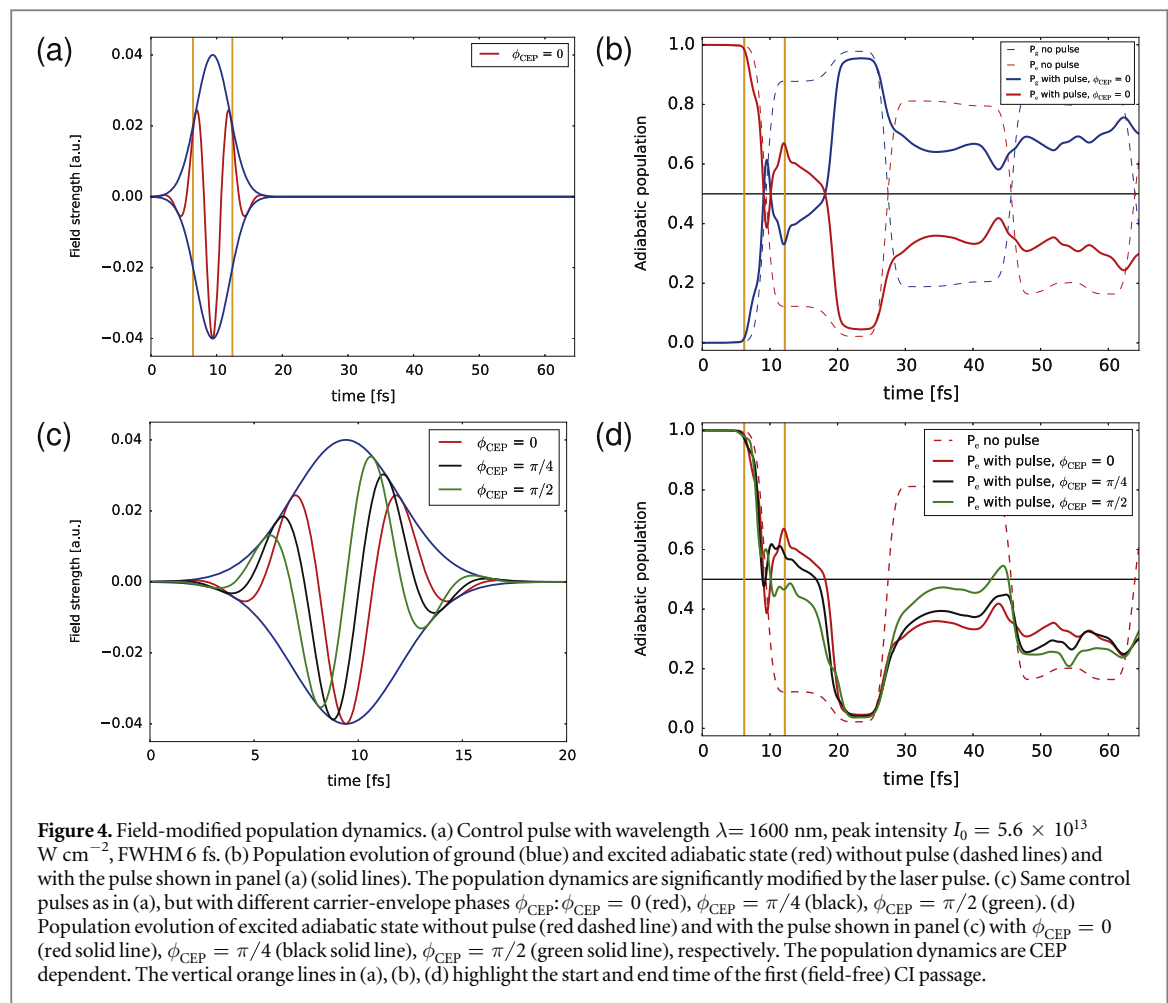 (a)
0.04
0.02
0.00
−0.02
−0.04
Field strength [a.u.]
ϕCEP = 0
0 10 20 30 40 50 60
time [fs]
(b)
1.0
0.8
0.6
0.4
0.2
0.0
Adiabatic population
Pg no pulse
Pe no pulse
Pg with pulse, ϕCEP = 0
Pe with pulse, ϕCEP = 0
0 10 20 30 40 50 60
time [fs]
(c)
0.04
0.02
0.00
−0.02
−0.04
Field strength [a.u.]
ϕCEP = 0
ϕCEP = π/4
ϕCEP = π/2
0 5 10 15 20
time [fs]
(d)
1.0
0.8
0.6
0.4
0.2
0.0
Adiabatic population
Pe no pulse
Pe with pulse, ϕCEP = 0
Pe with pulse, ϕCEP = π/4
Pe with pulse, ϕCEP = π/2
0 10 20 30 40 50 60
time [fs]
Figure 4. Field-modified population dynamics. (a) Control pulse with wavelength λ= 1600 nm, peak intensity I0 = 5.6 × 10^13
W cm−2, FWHM 6 fs. (b) Population evolution of ground (blue) and excited adiabatic state (red) without pulse (dashed lines) and
with the pulse shown in panel (a) (solid lines). The population dynamics are significantly modified by the laser pulse. (c) Same control
pulses as in (a), but with different carrier-envelope phases ϕCEP: ϕCEP = 0 (red), ϕCEP = π/4 (black), ϕCEP = π/2 (green). (d)
Population evolution of excited adiabatic state without pulse (red dashed line) and with the pulse shown in panel (c) with ϕCEP = 0
(red solid line), ϕCEP = π/4 (black solid line), ϕCEP = π/2 (green solid line), respectively. The population dynamics are CEP
dependent. The vertical orange lines in (a), (b), (d) highlight the start and end time of the first (field-free) CI passage.